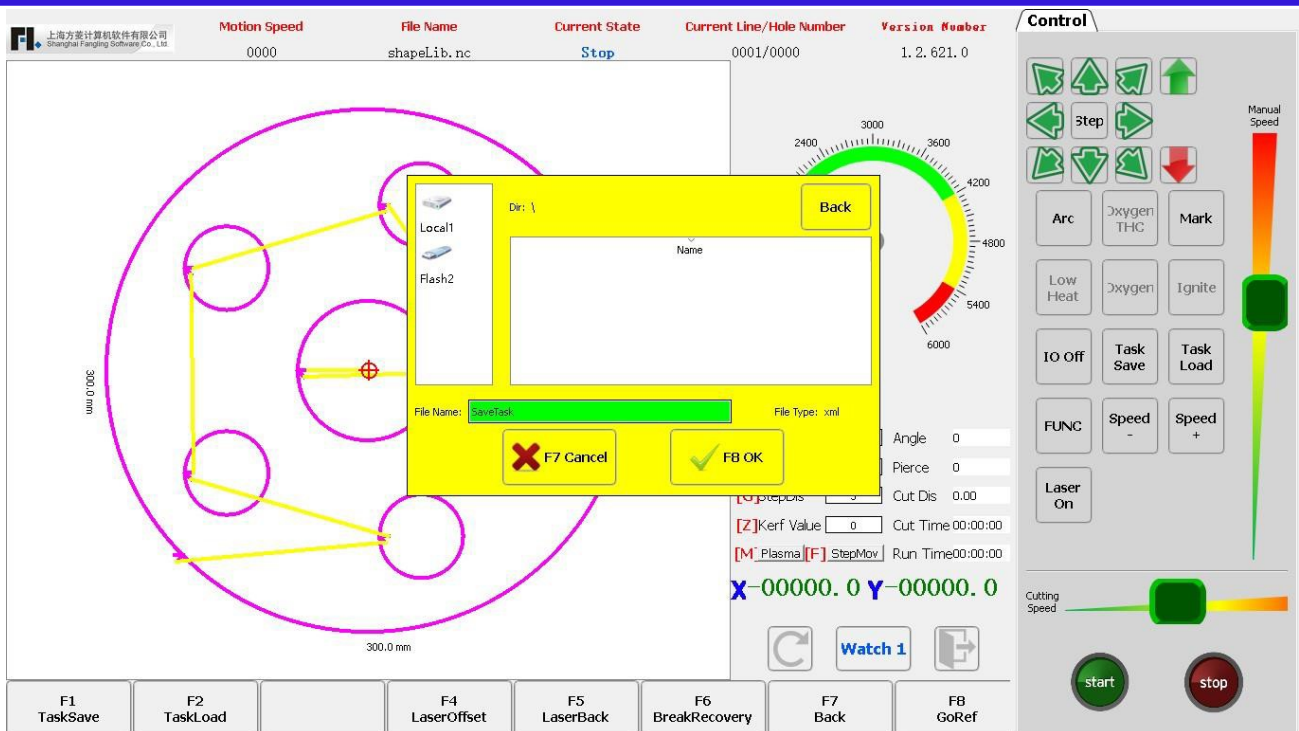 上海方菱计算机软件有限公司
Shanghai Fangling Software Co., Ltd.
Motion Speed
0000
File Name
shapeLib.nc
Current State
Stop
Current Line/Hole Number
0001/0000
Version Number
1.2.621.0
2400
3000
3600
4200
4800
5400
6000
300.0 mm
300.0 mm
Local1
Flash2
Dir: \
Back
Name
File Name: SaveTask
File Type: xml
F7 Cancel
F8 OK
Angle 0
Pierce 0
[G]StepDis 5 Cut Dis 0.00
[Z]Kerf Value 0 Cut Time 00:00:00
[M Plasma [F] StepMov Run Time00:00:00
X-00000.0 Y-00000.0
Watch 1
F1 TaskSave
F2 TaskLoad
F4 LaserOffset
F5 LaserBack
F6 BreakRecovery
F7 Back
F8 GoRef
Control
Step
Manual Speed
Arc
Oxygen THC
Mark
Low Heat
Oxygen
Ignite
IO Off
Task Save
Task Load
FUNC
Speed -
Speed +
Laser On
Cutting Speed
start
stop